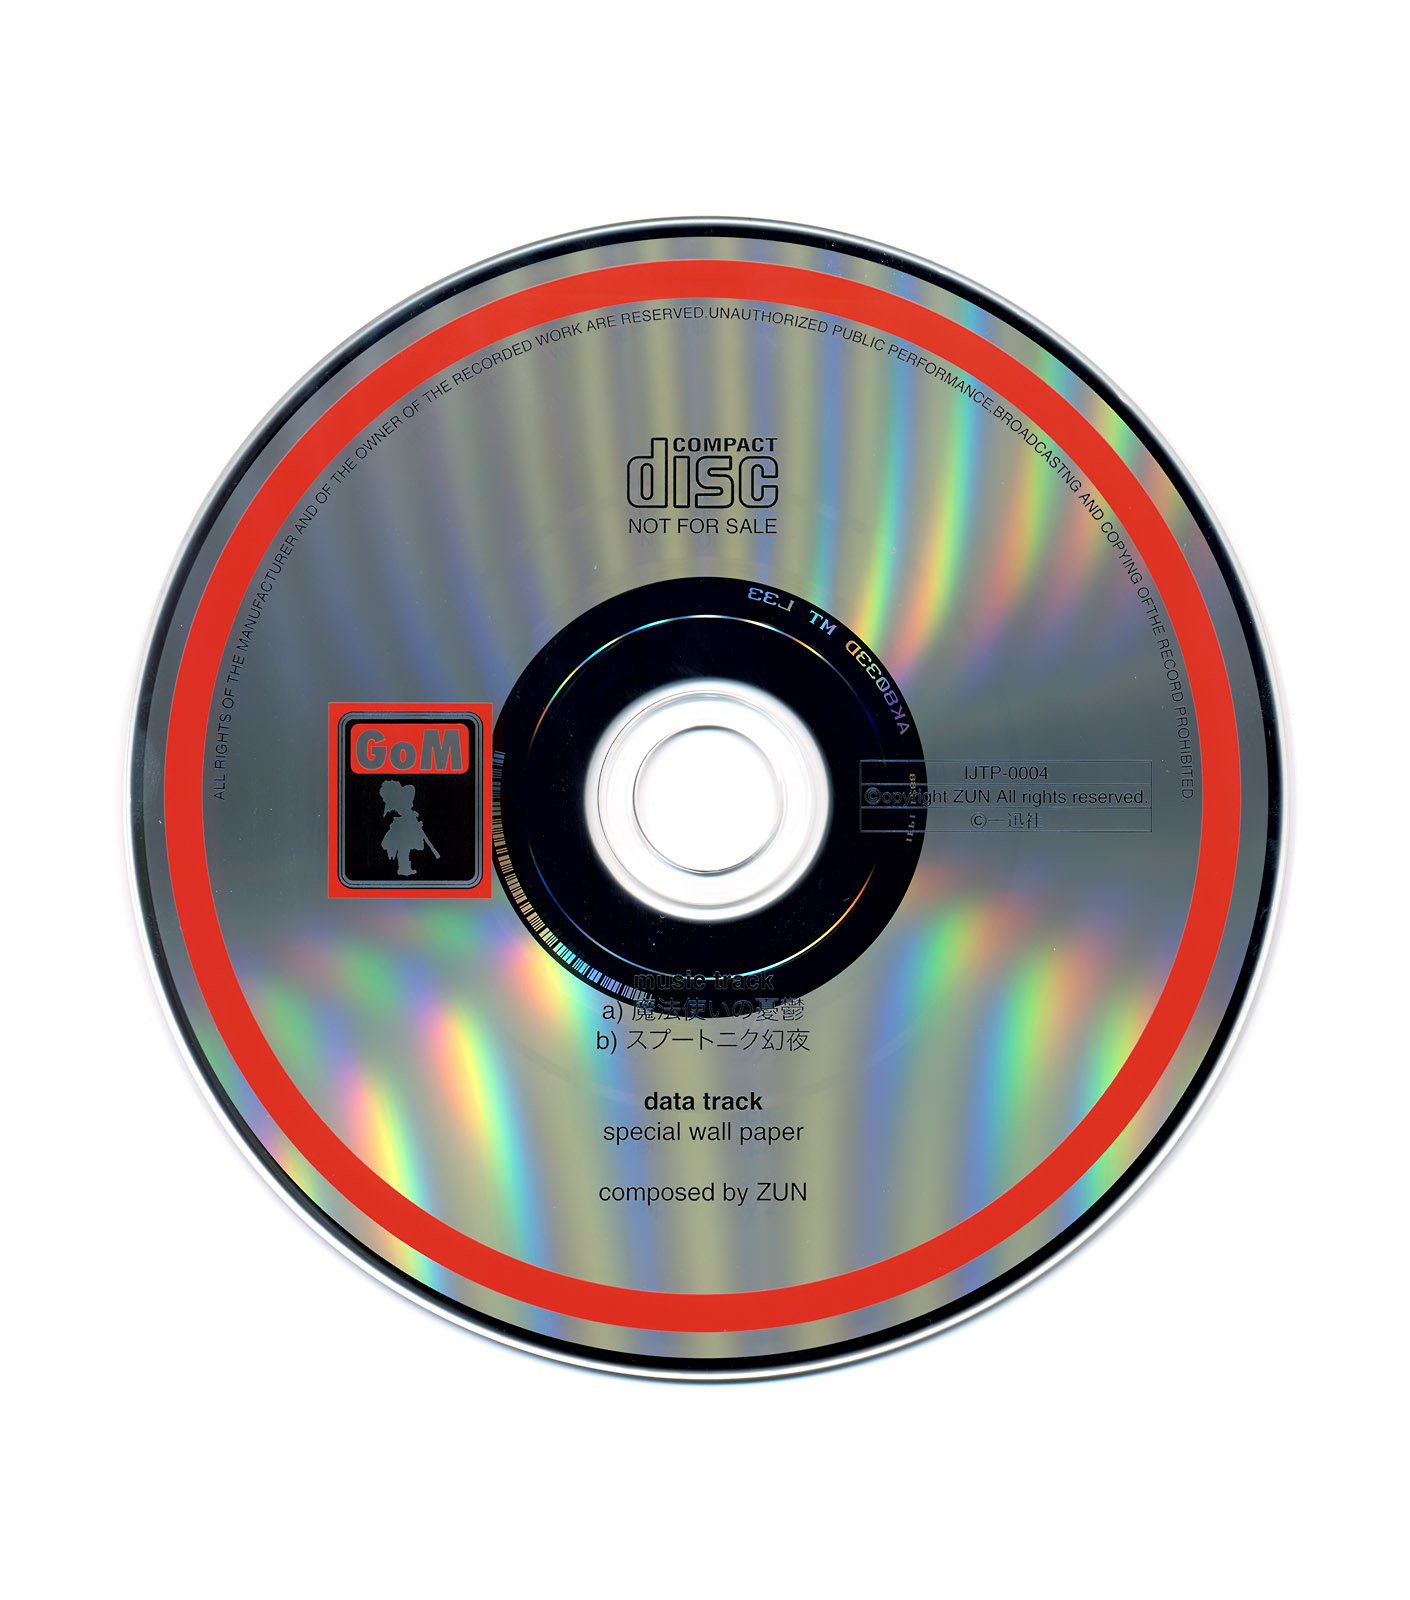 ALL RIGHTS OF THE MANUFACTURER AND OF THE OWNER OF THE RECORDED WORK ARE RESERVED.UNAUTHORIZED PUBLIC PERFORMANCE,BROADCASTNG AND COPYING OFTHE RECORD PROHIBITED
COMPACT
disc
NOT FOR SALE
AK8033D MT L33
GoM
IJTP-0004
©opyright ZUN All rights reserved.
©一迅社
music track
a) 魔法使いの憂鬱
b) スプートニク幻夜
data track
special wall paper
composed by ZUN